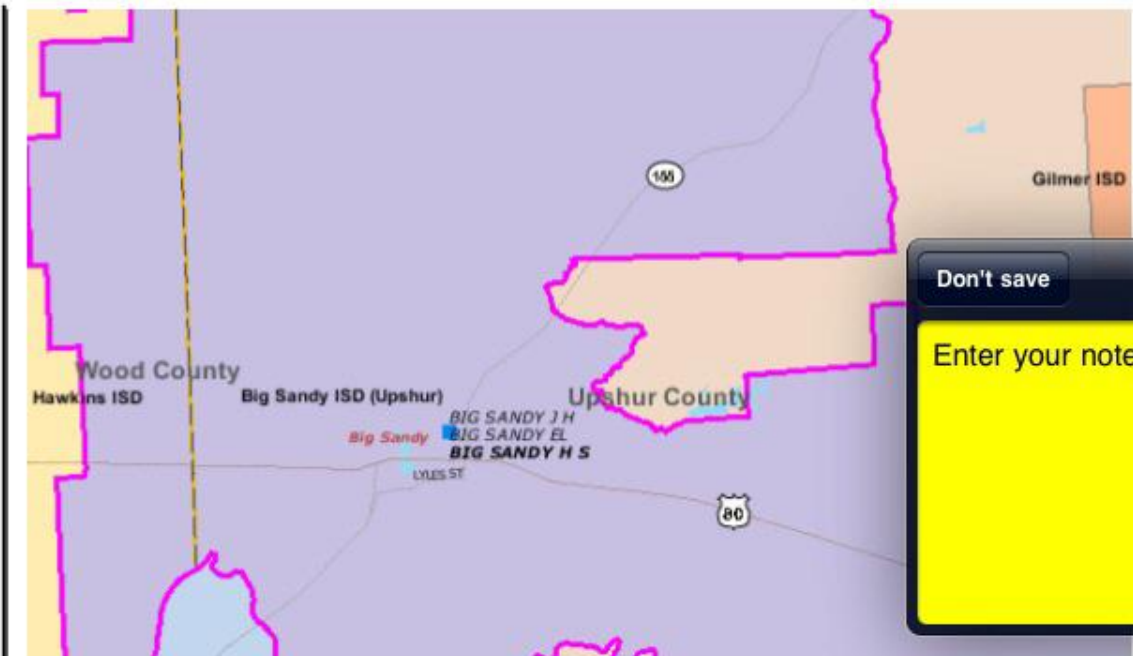 155
Gilmer ISD
Don't save
Enter your note
Wood County
Hawkins ISD
Big Sandy ISD (Upshur)
Upshur County
BIG SANDY J H
Big Sandy
BIG SANDY EL
BIG SANDY H S
LYLES ST
80